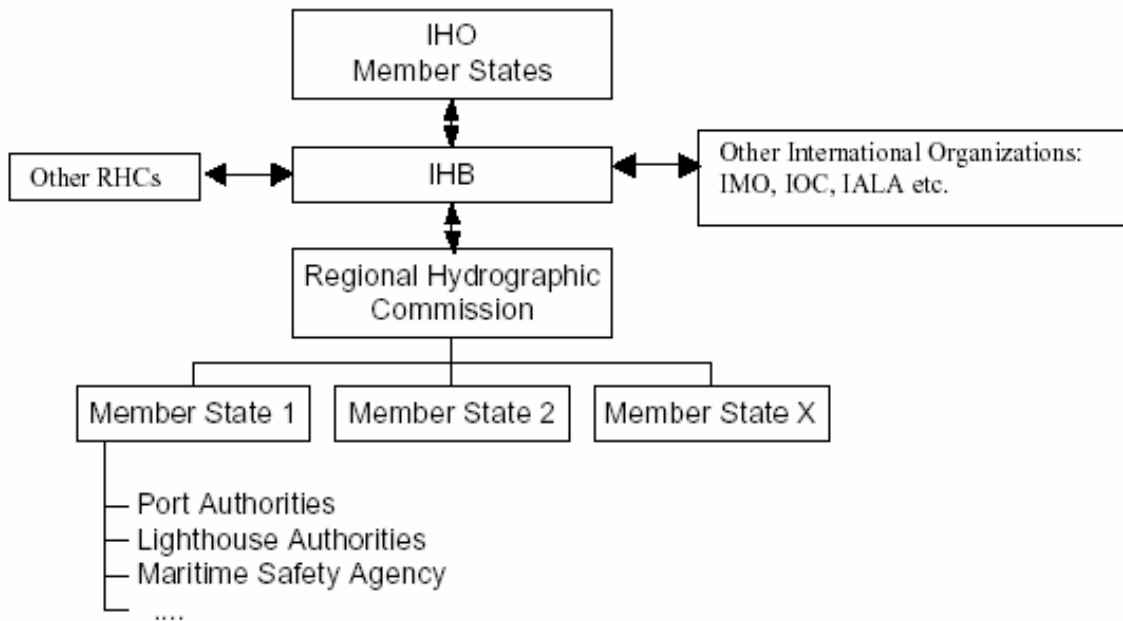 IHO
Member States
Other RHCs
IHB
Other International Organizations:
IMO, IOC, IALA etc.
Regional Hydrographic
Commission
Member State 1
Member State 2
Member State X
Port Authorities
Lighthouse Authorities
Maritime Safety Agency
....